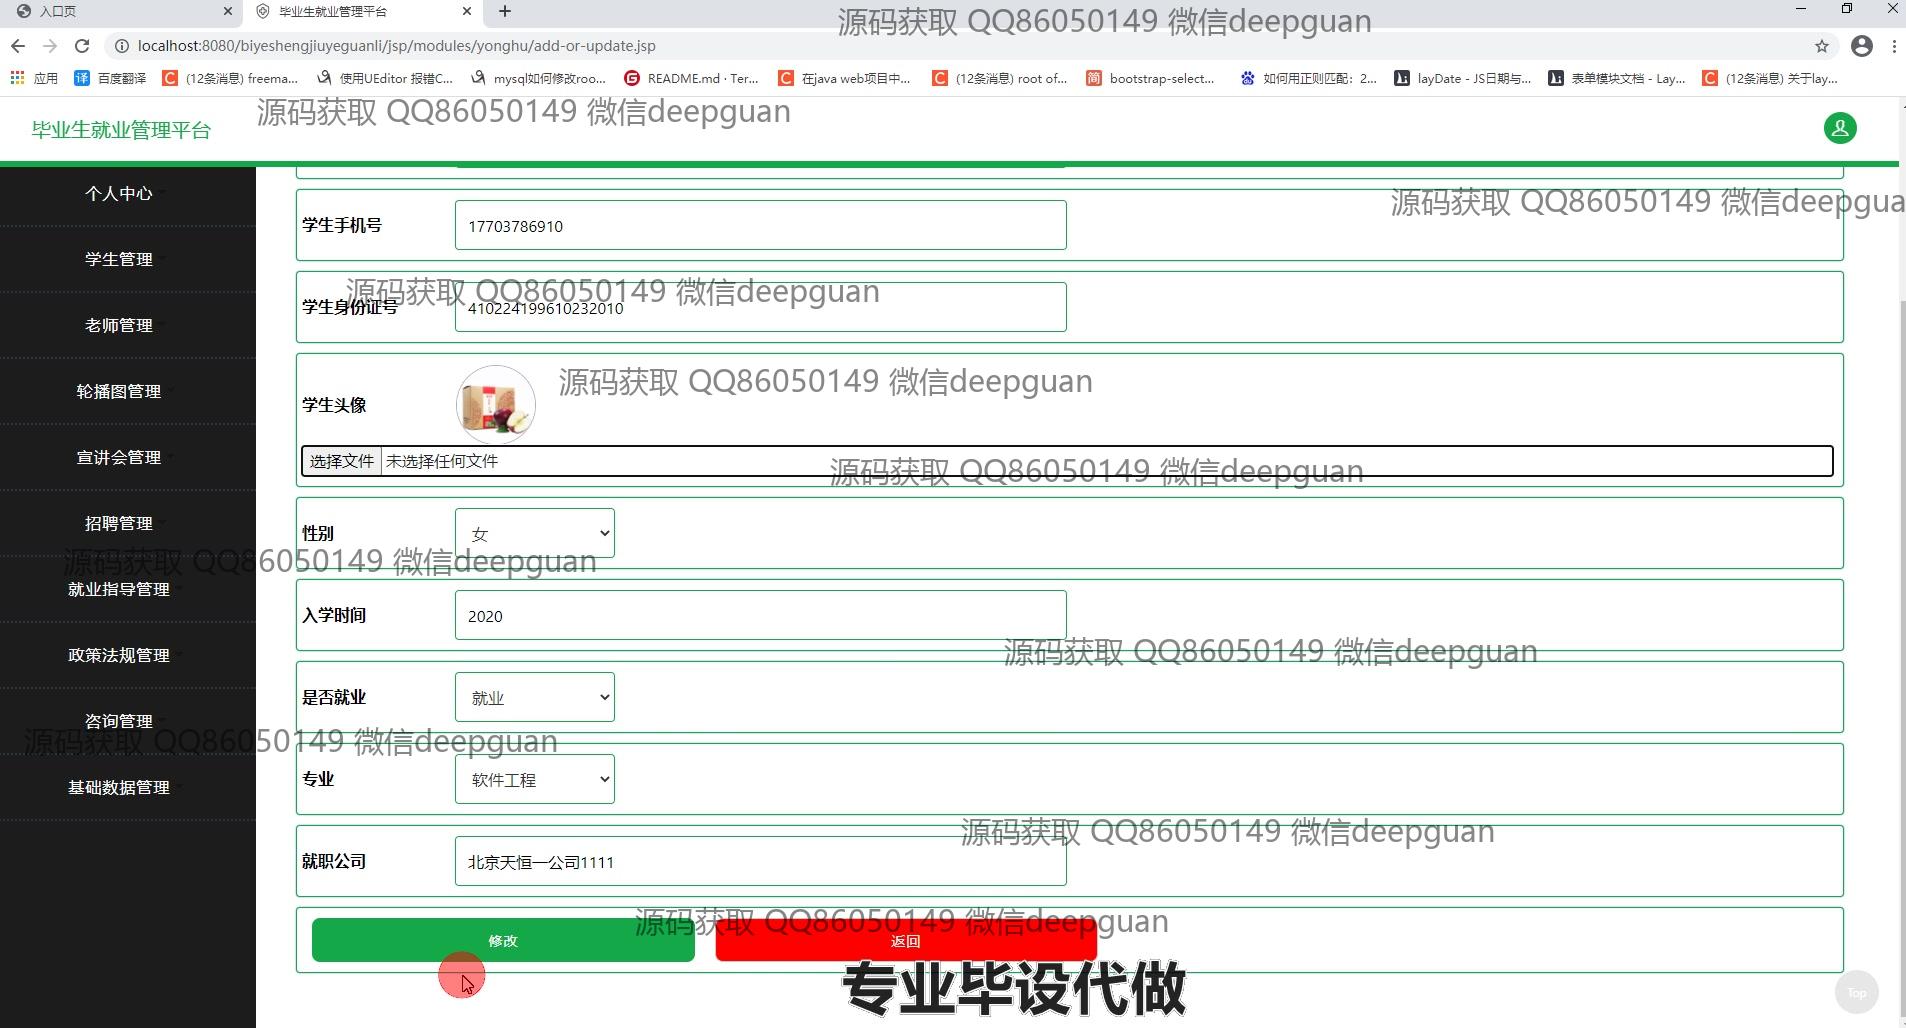 入口页
毕业生就业管理平台
localhost:8080/biyeshengjiuyeguanli/jsp/modules/yonghu/add-or-update.jsp
应用
百度翻译
(12条消息) freema...
使用UEditor 报错C...
mysql如何修改roo...
README.md · Ter...
在java web项目中...
(12条消息) root of...
bootstrap-select...
如何用正则匹配：2...
layDate - JS日期与...
表单模块文档 - Lay...
(12条消息) 关于lay...
源码获取 QQ86050149 微信deepguan
源码获取 QQ86050149 微信deepguan
毕业生就业管理平台
个人中心
学生管理
老师管理
轮播图管理
宣讲会管理
招聘管理
就业指导管理
政策法规管理
咨询管理
基础数据管理
源码获取 QQ86050149 微信deepgua
学生手机号
17703786910
源码获取 QQ86050149 微信deepguan
学生身份证号
410224199610232010
学生头像
源码获取 QQ86050149 微信deepguan
选择文件 未选择任何文件
源码获取 QQ86050149 微信deepguan
性别
女
源码获取 QQ86050149 微信deepguan
入学时间
2020
源码获取 QQ86050149 微信deepguan
是否就业
就业
源码获取 QQ86050149 微信deepguan
专业
软件工程
源码获取 QQ86050149 微信deepguan
就职公司
北京天恒一公司1111
源码获取 QQ86050149 微信deepguan
修改
返回
专业毕设代做
Top